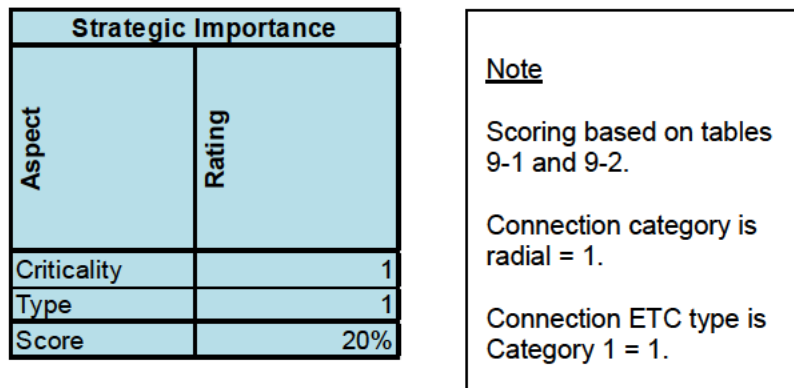 Strategic Importance
Aspect
Rating
Criticality 1
Type 1
Score 20%
Note
Scoring based on tables
9-1 and 9-2.
Connection category is
radial = 1.
Connection ETC type is
Category 1 = 1.